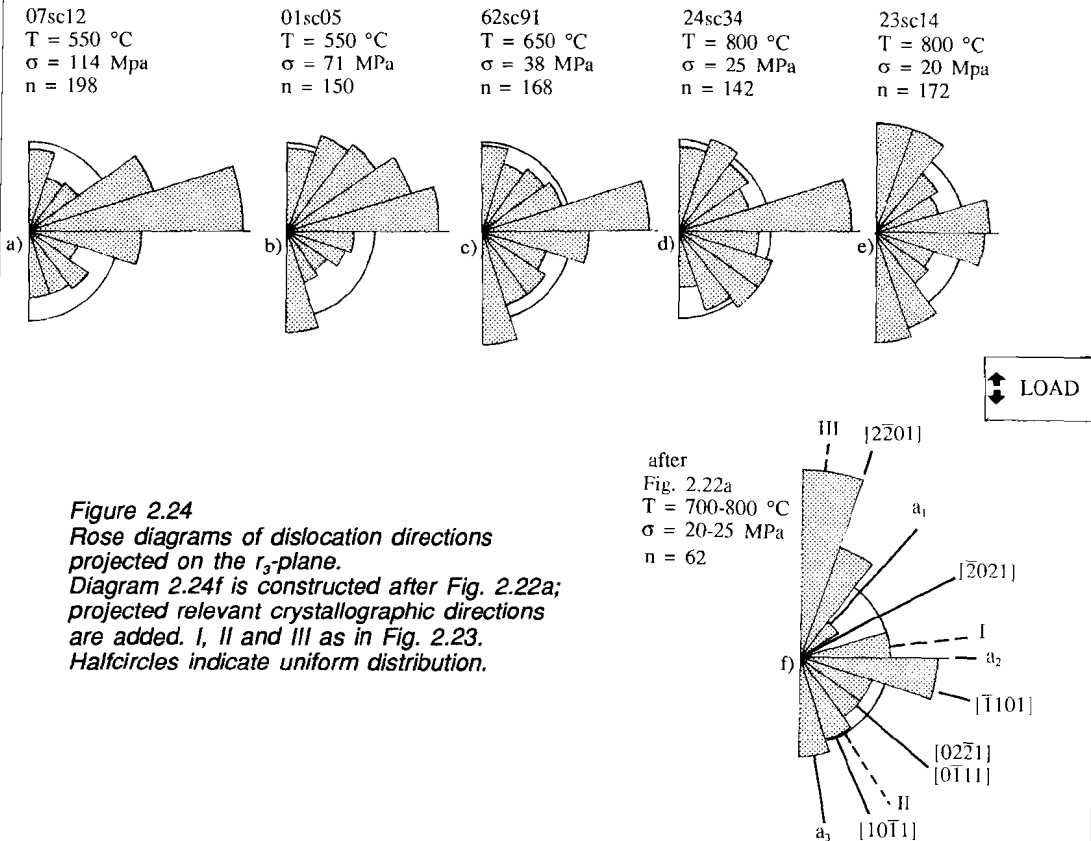 07sc12
T = 550 °C
σ = 114 Mpa
n = 198
01sc05
T = 550 °C
σ = 71 MPa
n = 150
62sc91
T = 650 °C
σ = 38 MPa
n = 168
24sc34
T = 800 °C
σ = 25 MPa
n = 142
23sc14
T = 800 °C
σ = 20 Mpa
n = 172
a)
b)
c)
d)
e)
LOAD
after
Fig. 2.22a
T = 700-800 °C
σ = 20-25 MPa
n = 62
III
[22̄01]
a₁
[2̄021]
I
a₂
[1̄101]
[022̄1]
[01̄11]
II
[101̄1]
a₃
f)
Figure 2.24
Rose diagrams of dislocation directions
projected on the r₃-plane.
Diagram 2.24f is constructed after Fig. 2.22a;
projected relevant crystallographic directions
are added. I, II and III as in Fig. 2.23.
Halfcircles indicate uniform distribution.